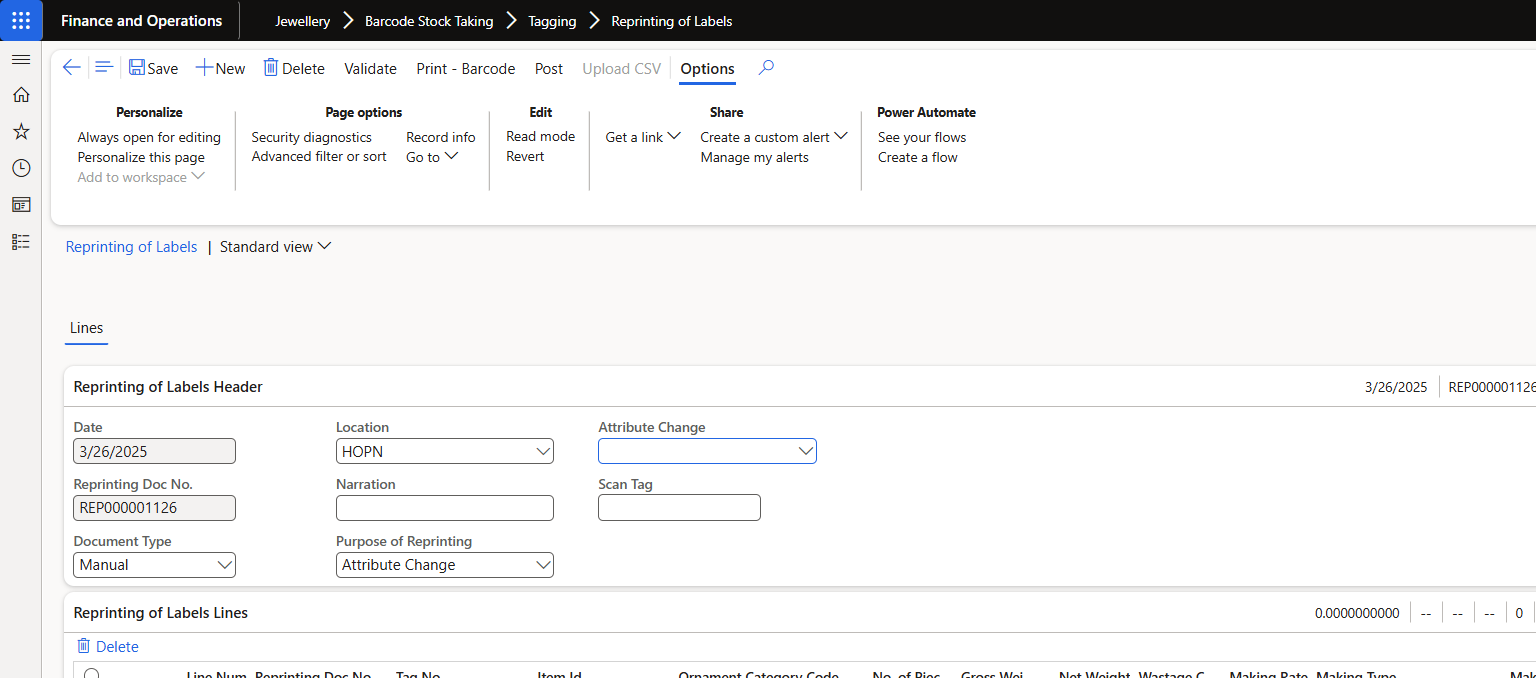 Finance and Operations Jewellery Barcode Stock Taking Tagging Reprinting of Labels
Save New Delete Validate Print - Barcode Post Upload CSV Options
Personalize Page options Edit Share Power Automate
Always open for editing Security diagnostics Record info Read mode Get a link Create a custom alert See your flows
Personalize this page Advanced filter or sort Go to Revert Manage my alerts Create a flow
Add to workspace
Reprinting of Labels | Standard view
Lines
Reprinting of Labels Header 3/26/2025 REP000001126
Date Location Attribute Change
3/26/2025 HOPN
Reprinting Doc No. Narration Scan Tag
REP000001126
Document Type Purpose of Reprinting
Manual Attribute Change
Reprinting of Labels Lines 0.0000000000 -- -- -- 0
Delete
Line Num Reprinting Doc No Tag No Item Id Ornament Category Code No. of Piec Gross Wei Net Weight Wastage C Making Rate Making Type